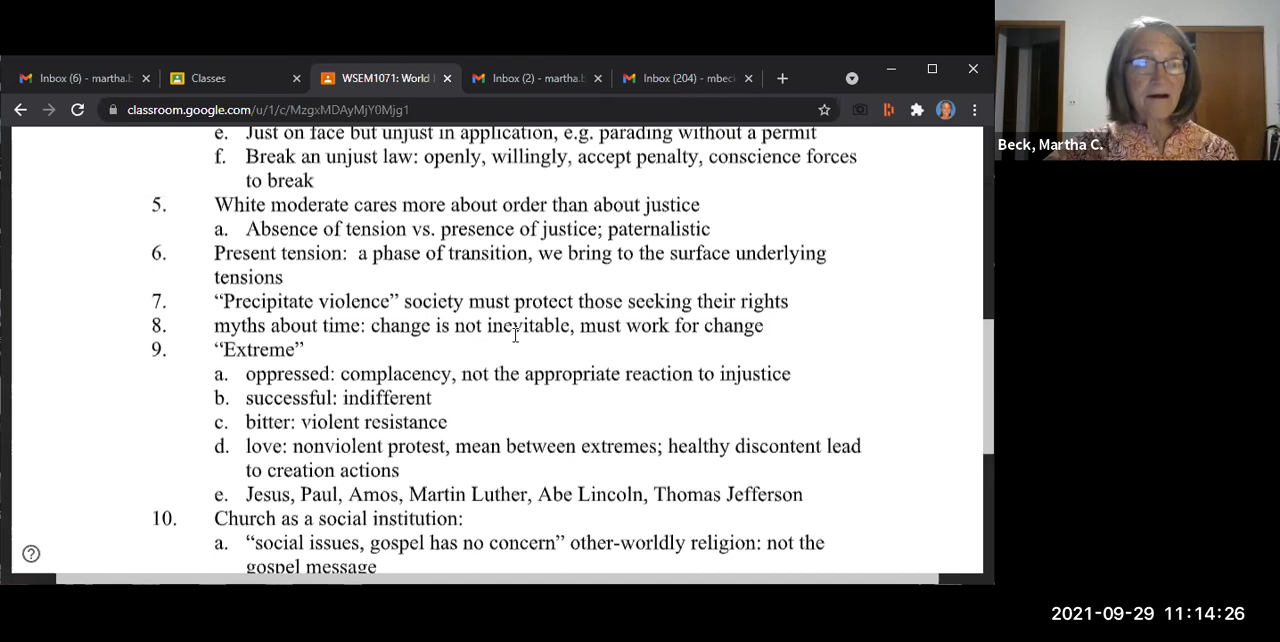 Inbox (6) - martha.b
Classes
WSEM1071: World
Inbox (2) - martha.b
Inbox (204) - mbec
classroom.google.com/u/1/c/MzgxMDAyMjY0Mjg1
e. Just on face but unjust in application, e.g. parading without a permit
f. Break an unjust law: openly, willingly, accept penalty, conscience forces
to break
5. White moderate cares more about order than about justice
a. Absence of tension vs. presence of justice; paternalistic
6. Present tension: a phase of transition, we bring to the surface underlying
tensions
7. “Precipitate violence” society must protect those seeking their rights
8. myths about time: change is not inevitable, must work for change
9. “Extreme”
a. oppressed: complacency, not the appropriate reaction to injustice
b. successful: indifferent
c. bitter: violent resistance
d. love: nonviolent protest, mean between extremes; healthy discontent lead
to creation actions
e. Jesus, Paul, Amos, Martin Luther, Abe Lincoln, Thomas Jefferson
10. Church as a social institution:
a. “social issues, gospel has no concern” other-worldly religion: not the
gospel message
Beck, Martha C.
2021-09-29 11:14:26